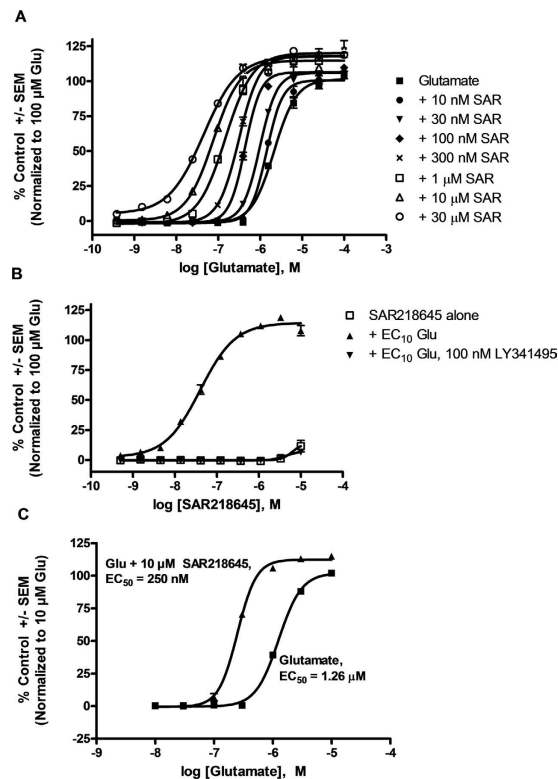 A
% Control +/- SEM
(Normalized to 100 μM Glu)
125
100
75
50
25
0
-10 -9 -8 -7 -6 -5 -4 -3
log [Glutamate], M
Glutamate
+ 10 nM SAR
+ 30 nM SAR
+ 100 nM SAR
+ 300 nM SAR
+ 1 μM SAR
+ 10 μM SAR
+ 30 μM SAR
B
% Control +/- SEM
(Normalized to 100 μM Glu)
125
100
75
50
25
0
-10 -9 -8 -7 -6 -5 -4
log [SAR218645], M
SAR218645 alone
+ EC10 Glu
+ EC10 Glu, 100 nM LY341495
C
% Control +/- SEM
(Normalized to 10 μM Glu)
125
100
75
50
25
0
-9 -8 -7 -6 -5 -4
log [Glutamate], M
Glu + 10 μM SAR218645,
EC50 = 250 nM
Glutamate,
EC50 = 1.26 μM